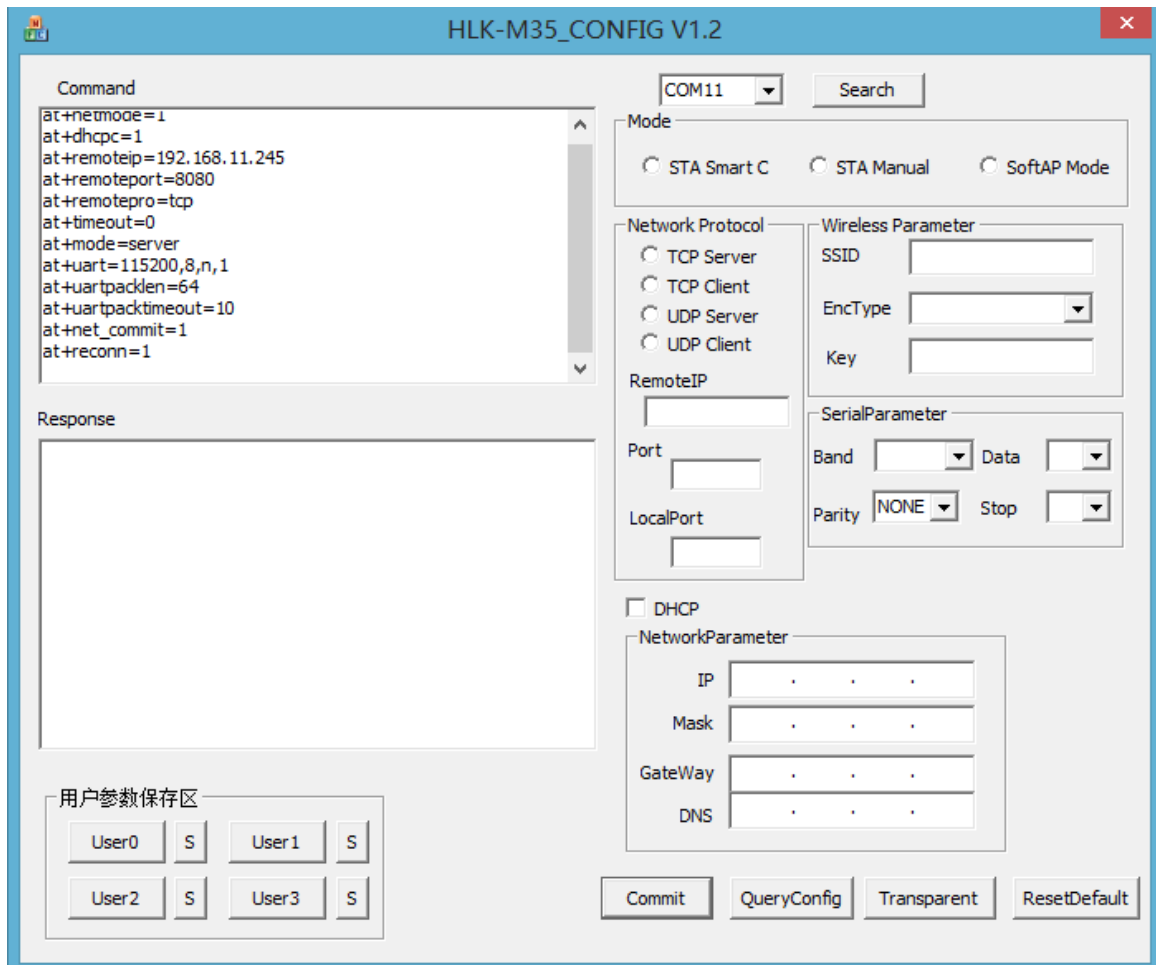 HLK-M35_CONFIG V1.2
Command
at+netmode=1
at+dhcpc=1
at+remoteip=192.168.11.245
at+remoteport=8080
at+remotepro=tcp
at+timeout=0
at+mode=server
at+uart=115200,8,n,1
at+uartpacklen=64
at+uartpacktimeout=10
at+net_commit=1
at+reconn=1
Response
用户参数保存区
User0 S User1 S
User2 S User3 S
COM11 Search
Mode
STA Smart C STA Manual SoftAP Mode
Network Protocol
TCP Server
TCP Client
UDP Server
UDP Client
RemoteIP
Port
LocalPort
Wireless Parameter
SSID
EncType
Key
SerialParameter
Band Data
Parity NONE Stop
DHCP
NetworkParameter
IP . . .
Mask . . .
GateWay . . .
DNS . . .
Commit QueryConfig Transparent ResetDefault